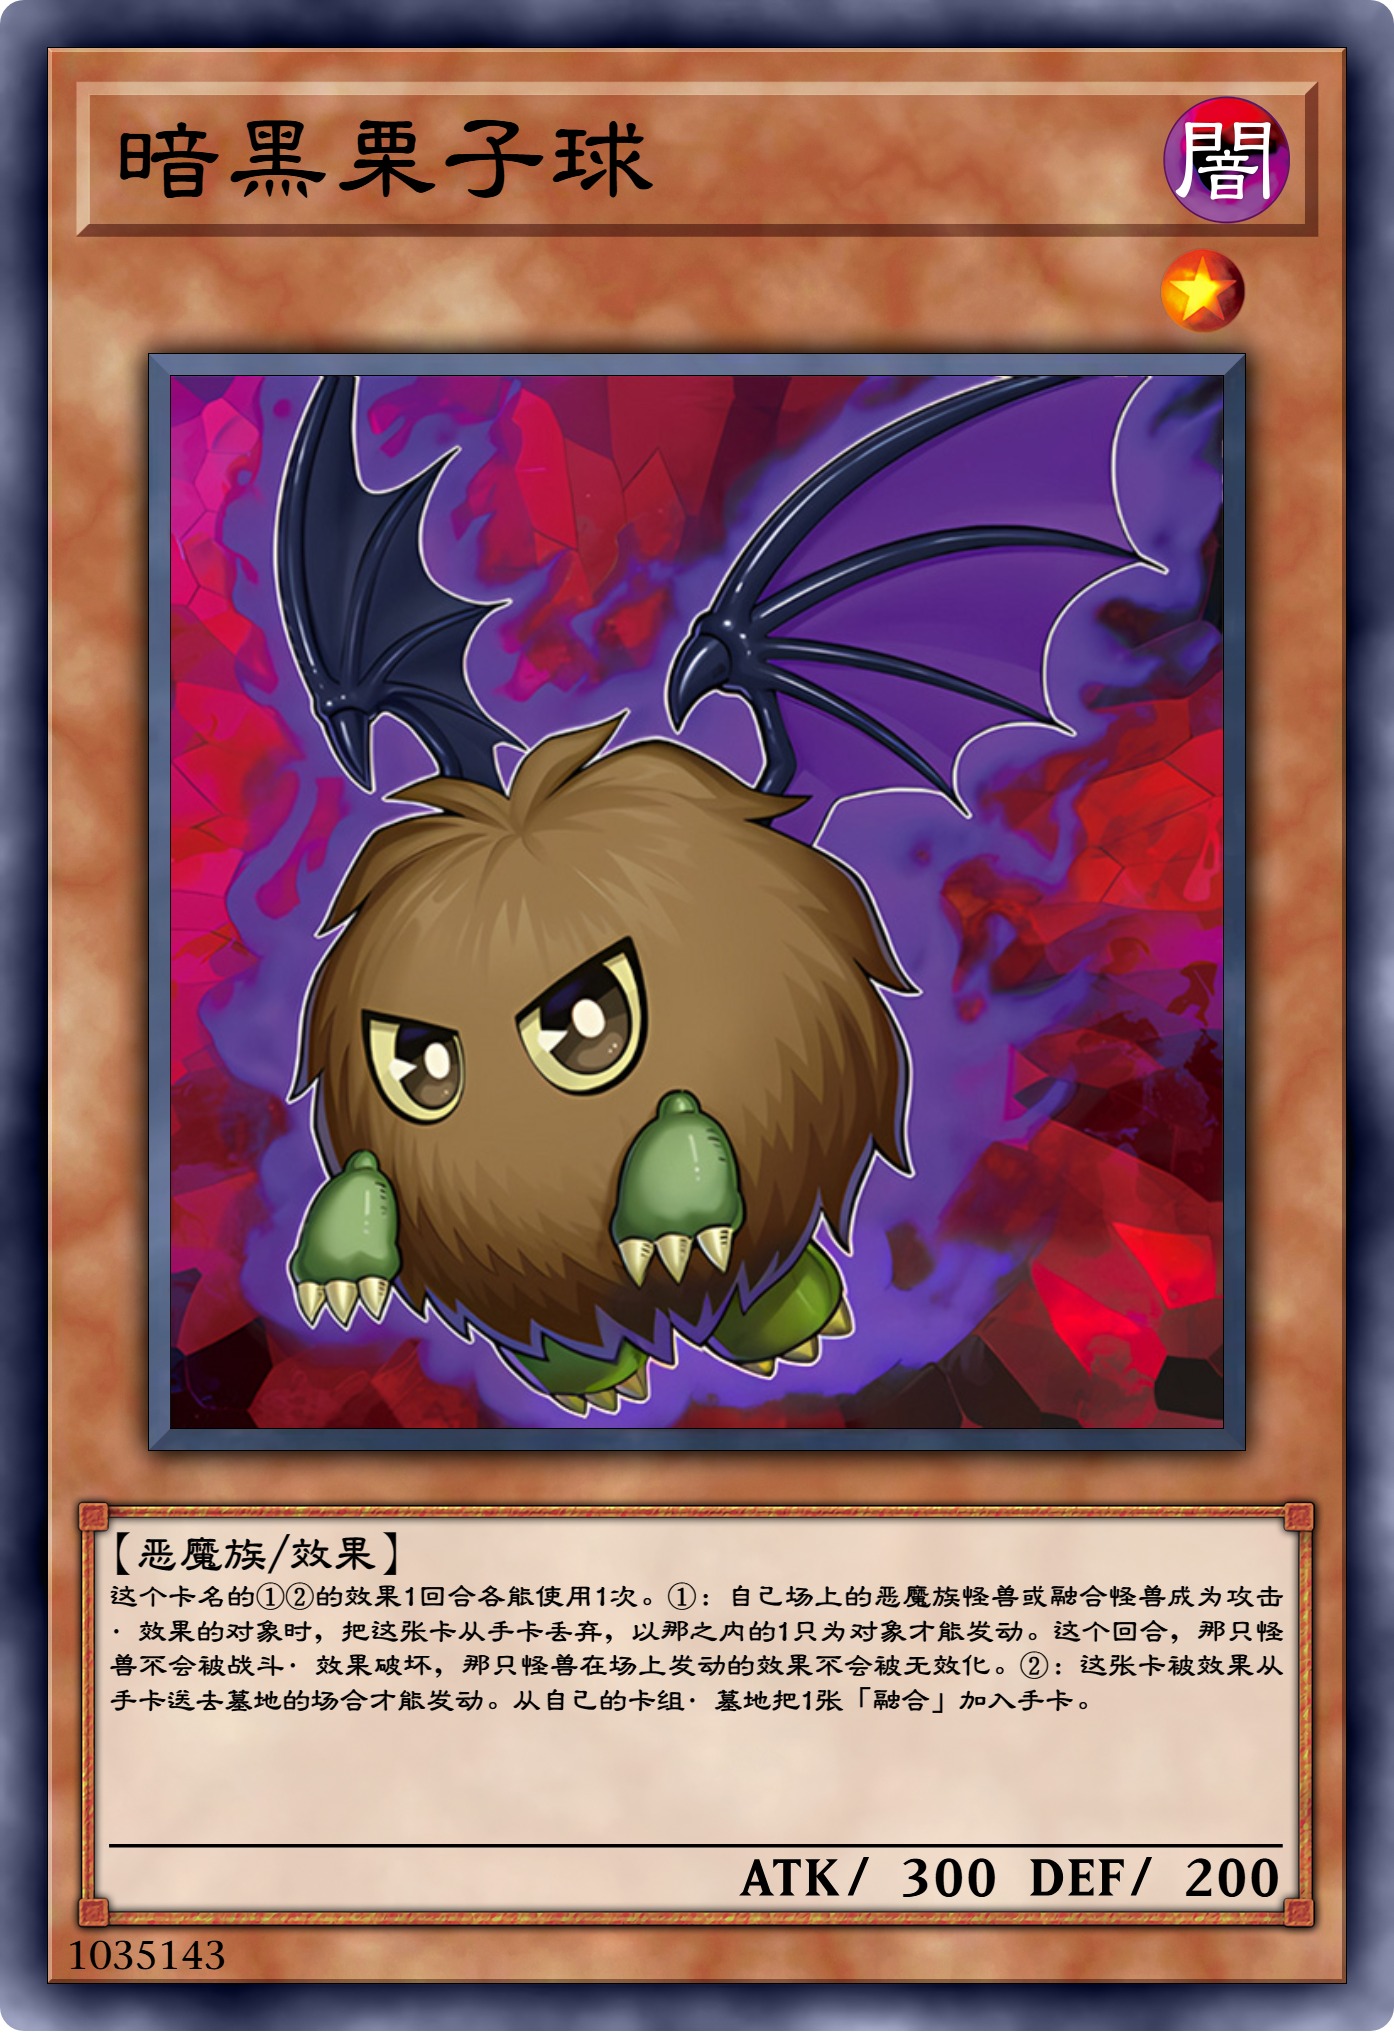 暗黑栗子球
闇
【恶魔族/效果】
这个卡名的①②的效果1回合各能使用1次。①：自己场上的恶魔族怪兽或融合怪兽成为攻击
·效果的对象时，把这张卡从手卡丢弃，以那之内的1只为对象才能发动。这个回合，那只怪
兽不会被战斗·效果破坏，那只怪兽在场上发动的效果不会被无效化。②：这张卡被效果从
手卡送去墓地的场合才能发动。从自己的卡组·墓地把1张「融合」加入手卡。
ATK/ 300 DEF/ 200
1035143